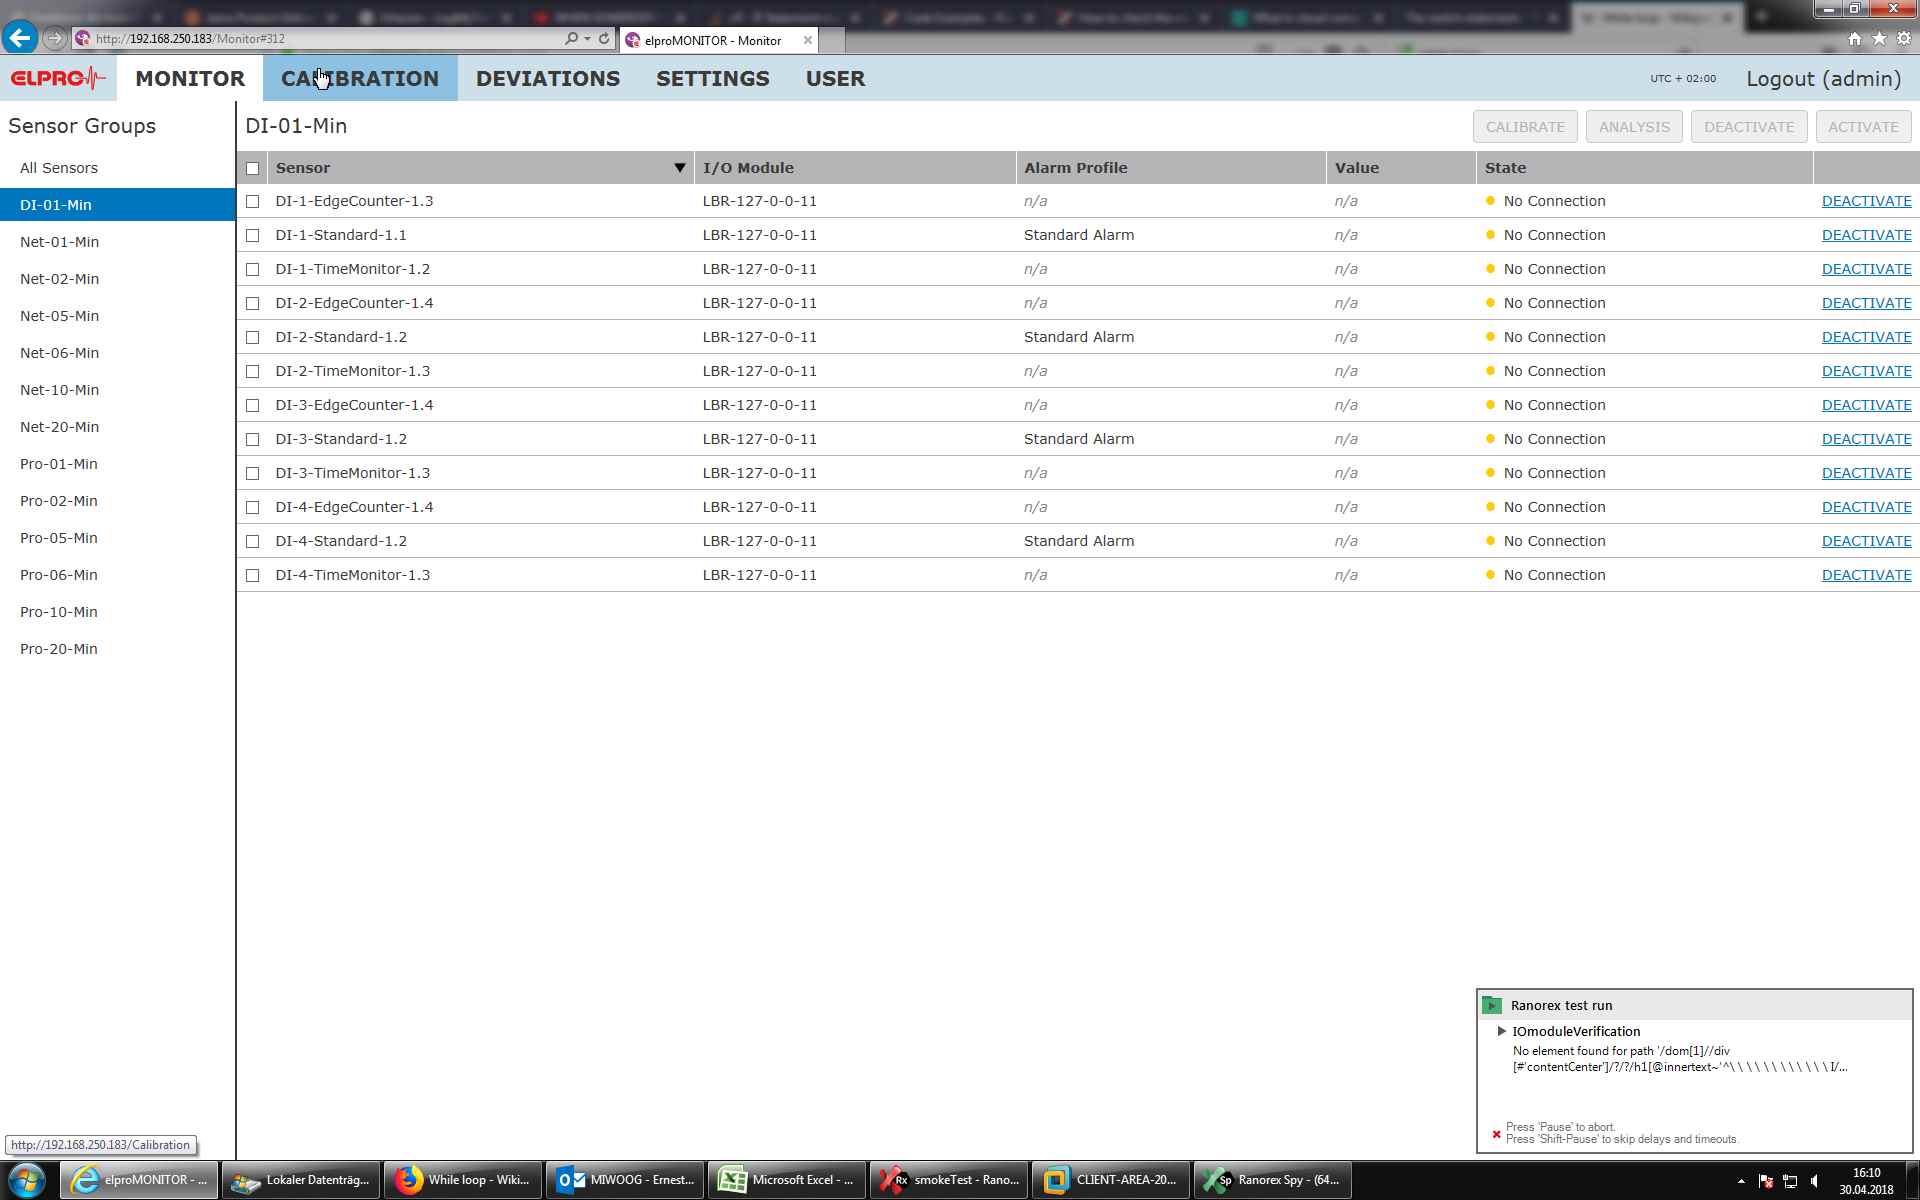 http://192.168.250.183/Monitor#312
elproMONITOR - Monitor
ELPRO
MONITOR
CALIBRATION
DEVIATIONS
SETTINGS
USER
UTC + 02:00
Logout (admin)
Sensor Groups
All Sensors
DI-01-Min
Net-01-Min
Net-02-Min
Net-05-Min
Net-06-Min
Net-10-Min
Net-20-Min
Pro-01-Min
Pro-02-Min
Pro-05-Min
Pro-06-Min
Pro-10-Min
Pro-20-Min
DI-01-Min
CALIBRATE ANALYSIS DEACTIVATE ACTIVATE
Sensor I/O Module Alarm Profile Value State
DI-1-EdgeCounter-1.3 LBR-127-0-0-11 n/a n/a No Connection DEACTIVATE
DI-1-Standard-1.1 LBR-127-0-0-11 Standard Alarm n/a No Connection DEACTIVATE
DI-1-TimeMonitor-1.2 LBR-127-0-0-11 n/a n/a No Connection DEACTIVATE
DI-2-EdgeCounter-1.4 LBR-127-0-0-11 n/a n/a No Connection DEACTIVATE
DI-2-Standard-1.2 LBR-127-0-0-11 Standard Alarm n/a No Connection DEACTIVATE
DI-2-TimeMonitor-1.3 LBR-127-0-0-11 n/a n/a No Connection DEACTIVATE
DI-3-EdgeCounter-1.4 LBR-127-0-0-11 n/a n/a No Connection DEACTIVATE
DI-3-Standard-1.2 LBR-127-0-0-11 Standard Alarm n/a No Connection DEACTIVATE
DI-3-TimeMonitor-1.3 LBR-127-0-0-11 n/a n/a No Connection DEACTIVATE
DI-4-EdgeCounter-1.4 LBR-127-0-0-11 n/a n/a No Connection DEACTIVATE
DI-4-Standard-1.2 LBR-127-0-0-11 Standard Alarm n/a No Connection DEACTIVATE
DI-4-TimeMonitor-1.3 LBR-127-0-0-11 n/a n/a No Connection DEACTIVATE
Ranorex test run
IOmoduleVerification
No element found for path '/dom[1]//div
[#'contentCenter']/?/?/h1[@innertext~'^\ \ \ \ \ \ \ \ \ \ \ \ I/...
Press 'Pause' to abort.
Press 'Shift-Pause' to skip delays and timeouts.
http://192.168.250.183/Calibration
elproMONITOR - ...
Lokaler Datenträg...
While loop - Wiki...
MIWOOG - Ernest...
Microsoft Excel - ...
Rx smokeTest - Rano...
CLIENT-AREA-20...
Sp Ranorex Spy - (64...
16:10
30.04.2018